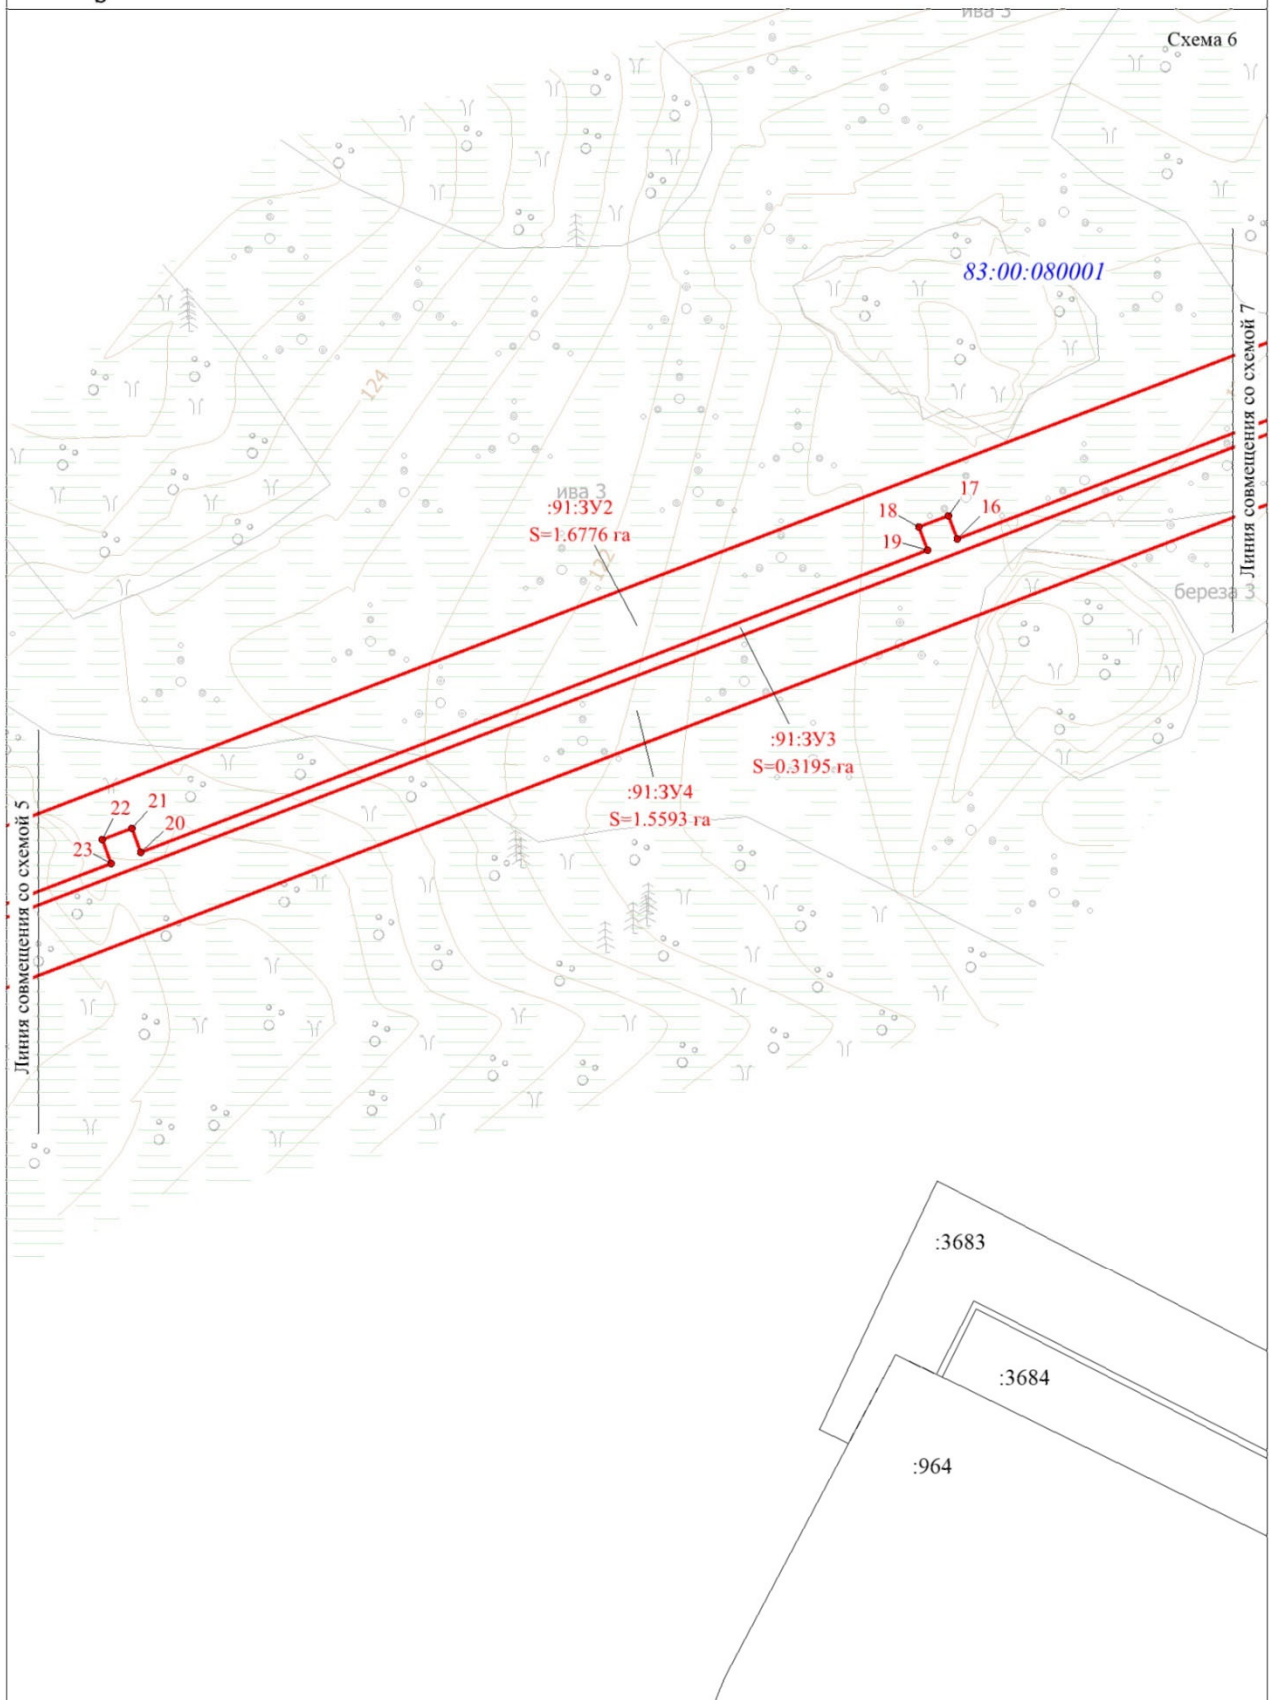 ива 3
Схема 6
83:00:080001
Линия совмещения со схемой 7
124
ива 3
:91:ЗУ2
S=1.6776 га
122
17
18
16
19
береза 3
:91:ЗУ3
S=0.3195 га
:91:ЗУ4
S=1.5593 га
21
22
20
23
Линия совмещения со схемой 5
:3683
:3684
:964